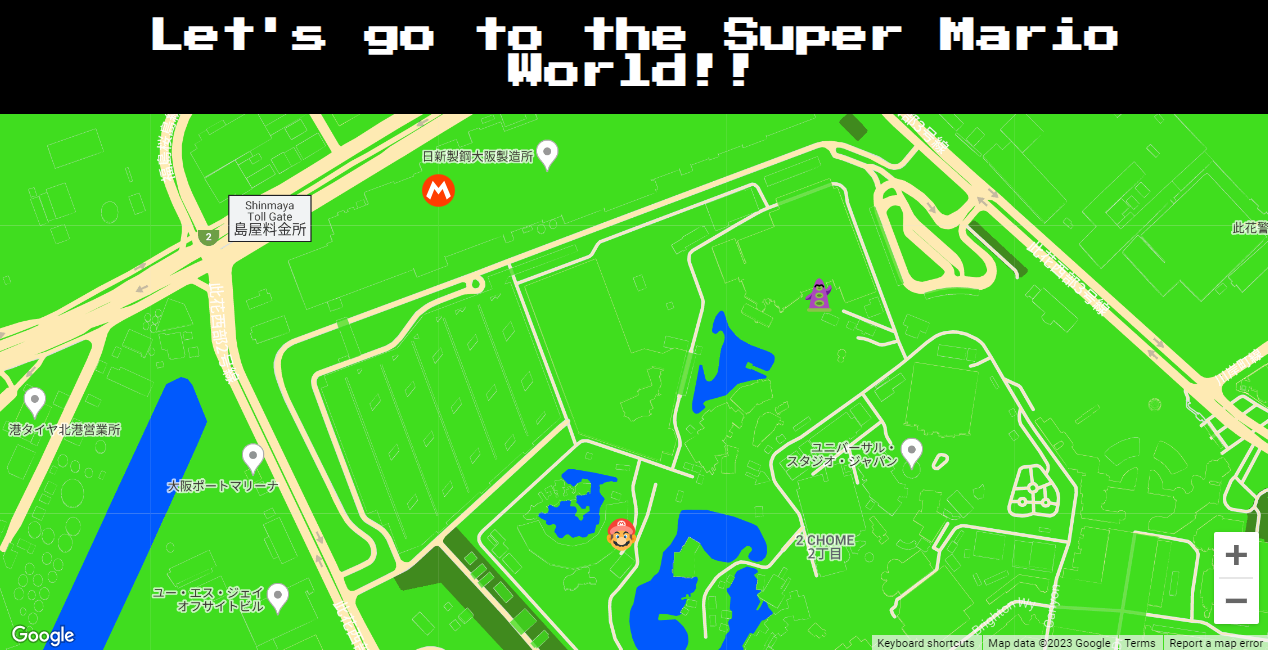 Let's go to the Super Mario
World!!
日新製鋼大阪製造所
M
Shinmaya
Toll Gate
島屋料金所
2
此花警
港タイヤ北港営業所
大阪ボートマリーナ
ユニバーサル・
スタジオ・ジャパン
2 CHOME
2丁目
ユー・エス・ジェイ
オフサイトビル
Brighton Wy
Google
+
−
Keyboard shortcuts
Map data ©2023 Google
Terms
Report a map error